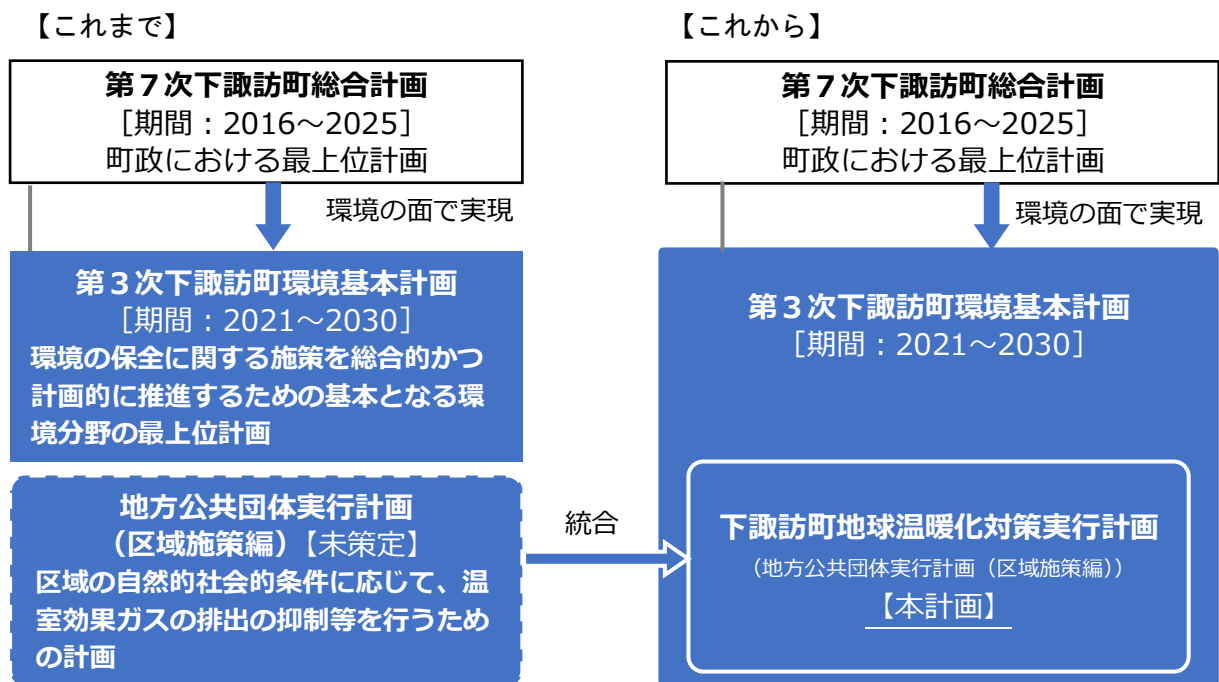 【これまで】
第７次下諏訪町総合計画
［期間：2016～2025］
町政における最上位計画
環境の面で実現
第３次下諏訪町環境基本計画
［期間：2021～2030］
環境の保全に関する施策を総合的かつ
計画的に推進するための基本となる環
境分野の最上位計画
地方公共団体実行計画
（区域施策編）【未策定】
区域の自然的社会的条件に応じて、温
室効果ガスの排出の抑制等を行うため
の計画
統合
【これから】
第７次下諏訪町総合計画
［期間：2016～2025］
町政における最上位計画
環境の面で実現
第３次下諏訪町環境基本計画
［期間：2021～2030］
下諏訪町地球温暖化対策実行計画
（地方公共団体実行計画（区域施策編））
【本計画】